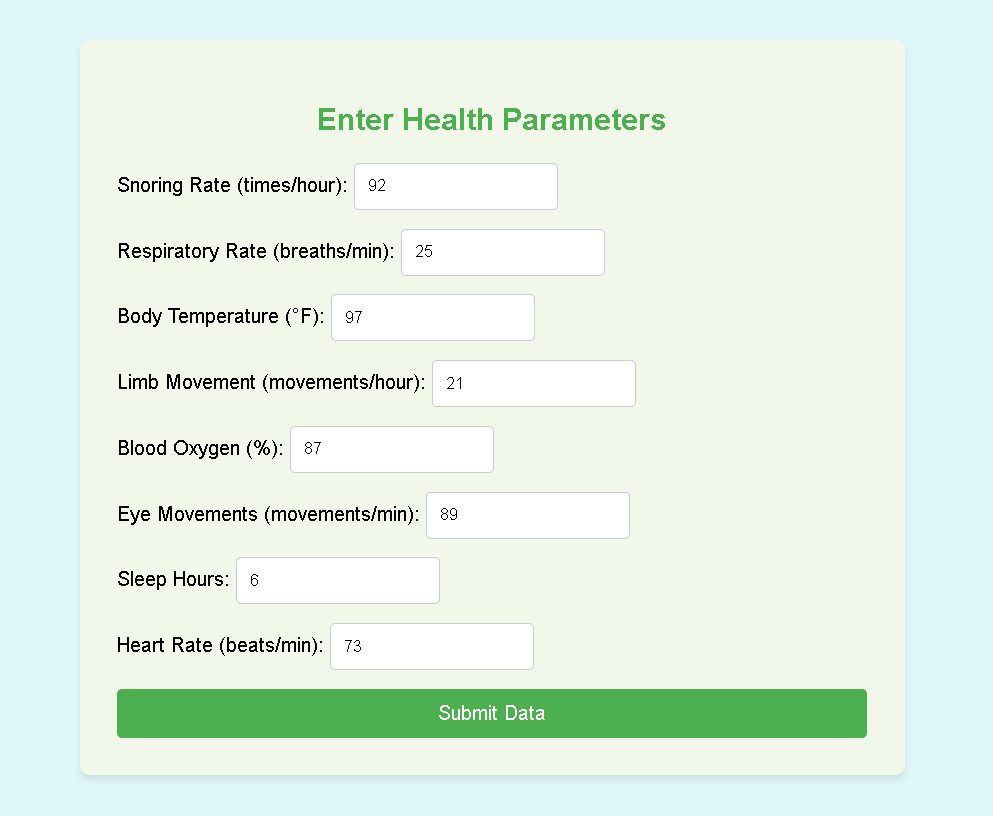 Enter Health Parameters
Snoring Rate (times/hour): 92
Respiratory Rate (breaths/min): 25
Body Temperature (°F): 97
Limb Movement (movements/hour): 21
Blood Oxygen (%): 87
Eye Movements (movements/min): 89
Sleep Hours: 6
Heart Rate (beats/min): 73
Submit Data